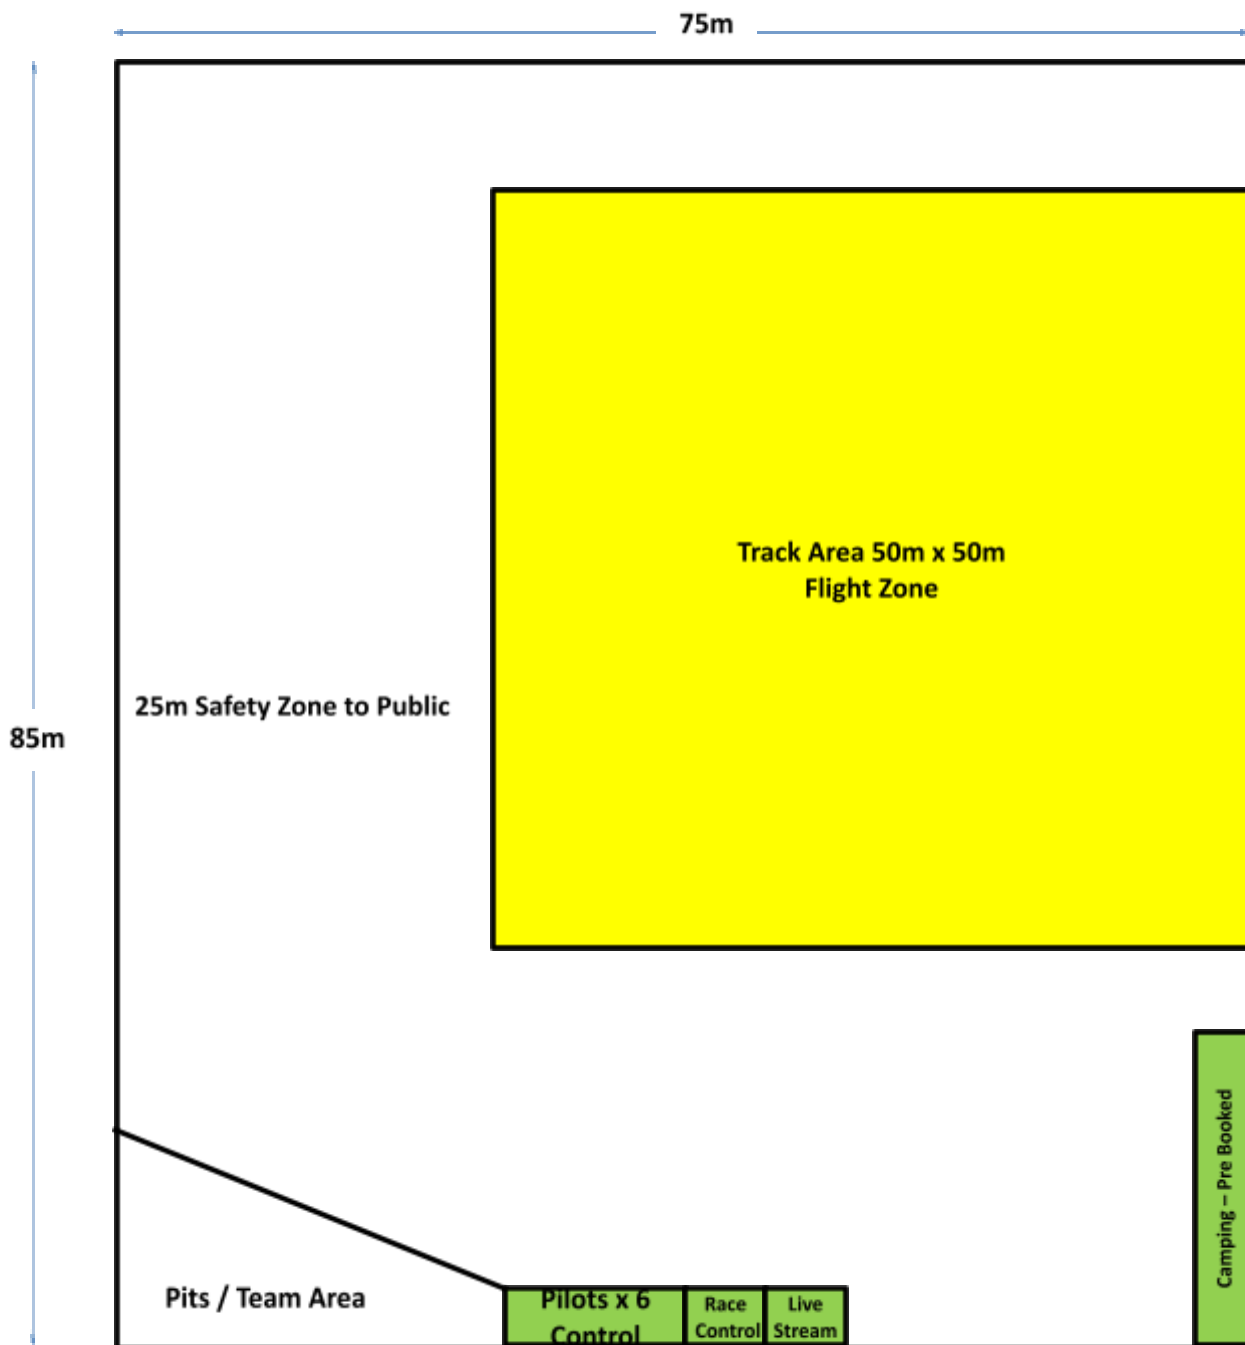 75m
Track Area 50m x 50m
Flight Zone
25m Safety Zone to Public
85m
Camping – Pre Booked
Pits / Team Area
Pilots x 6
Control
Race
Control
Live
Stream